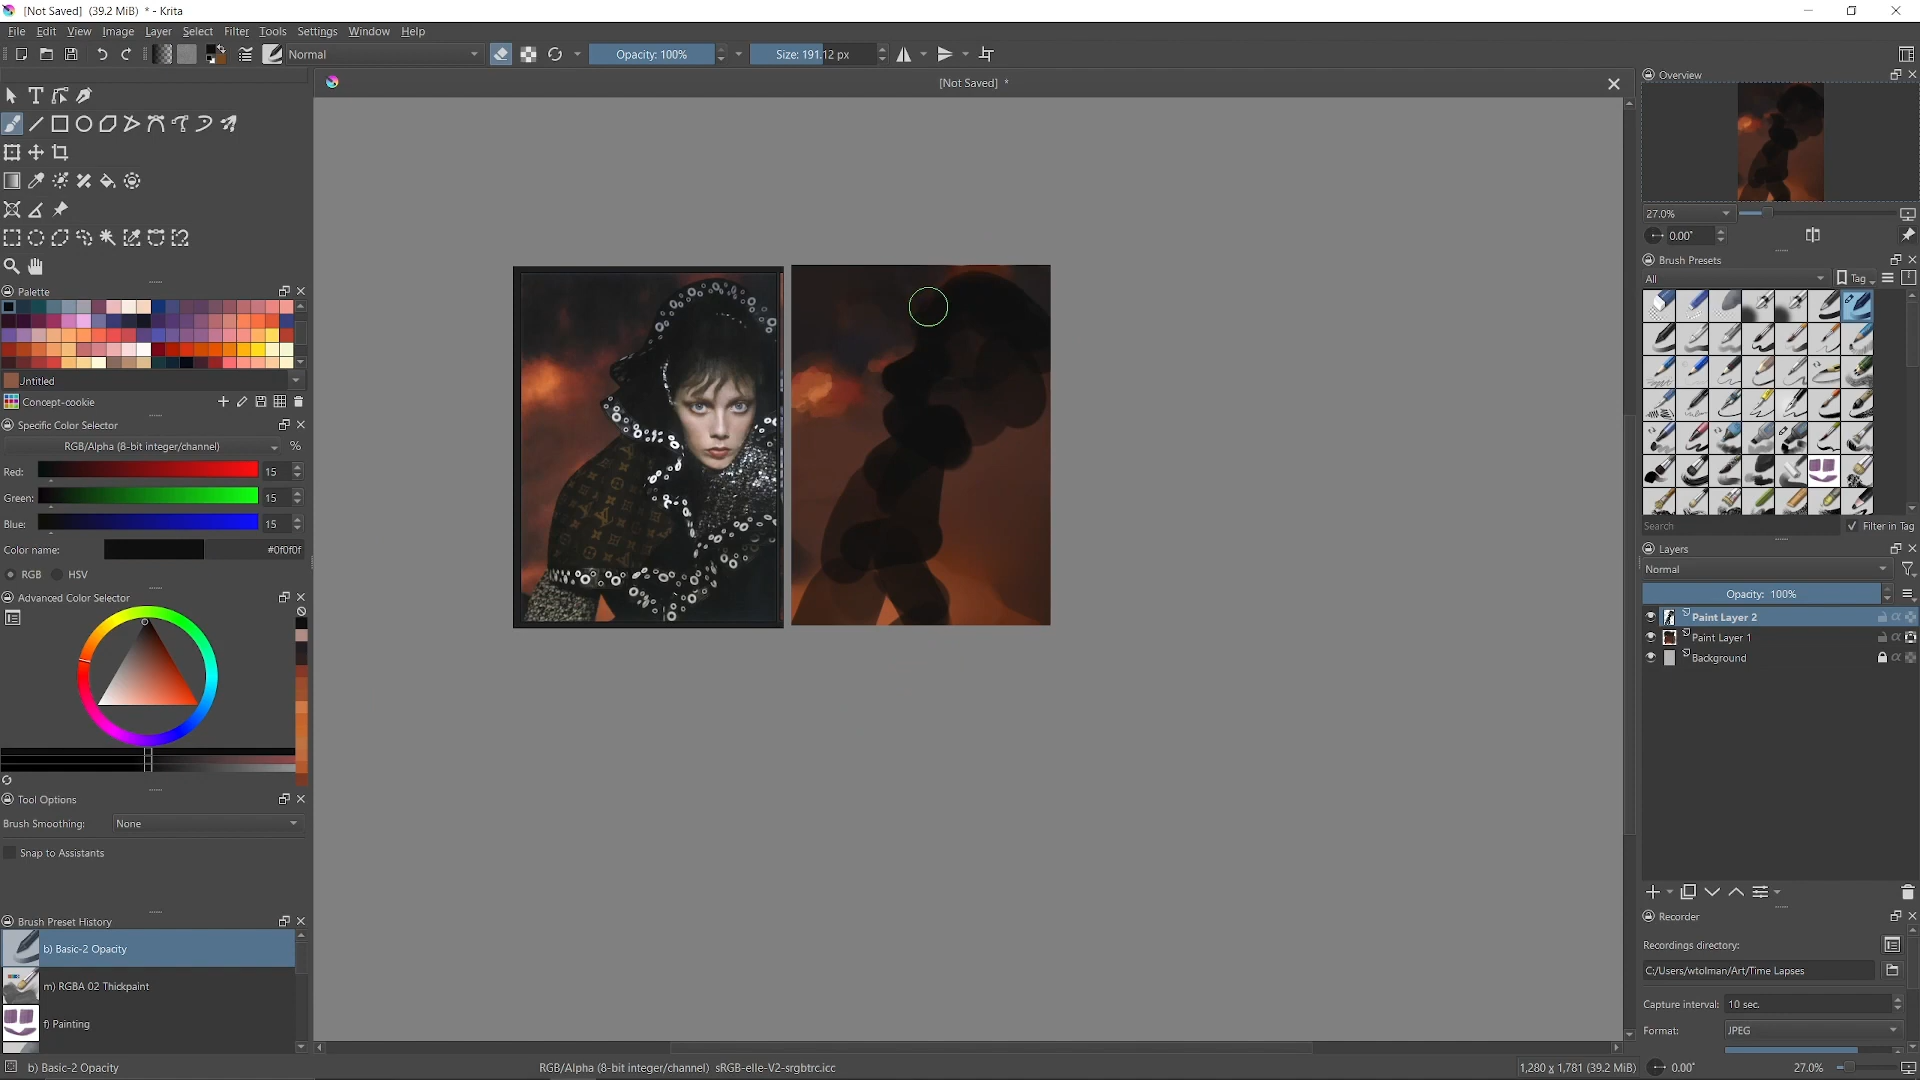 [Not Saved] (39.2 MiB) * - Krita
File Edit View Image Layer Select Filter Tools Settings Window Help
Normal
Opacity: 100%
Size: 191.12 px
[Not Saved] *
Overview
27.0%
0.00°
Brush Presets
All
Tag
Search
Filter in Tag
Layers
Normal
Opacity: 100%
Paint Layer 2
Paint Layer 1
Background
Recorder
Recordings directory:
C:/Users/wtolman/Art/Time Lapses
Capture interval: 10 sec.
Format: JPEG
Palette
Untitled
Concept-cookie
Specific Color Selector
RGB/Alpha (8-bit integer/channel) %
Red: 15
Green: 15
Blue: 15
Color name: #0f0f0f
RGB HSV
Advanced Color Selector
Tool Options
Brush Smoothing: None
Snap to Assistants
Brush Preset History
b) Basic-2 Opacity
m) RGBA 02 Thickpaint
f) Painting
b) Basic-2 Opacity
RGB/Alpha (8-bit integer/channel) sRGB-elle-V2-srgbtrc.icc
1,280 x 1,781 (39.2 MiB)
0.00°
27.0%